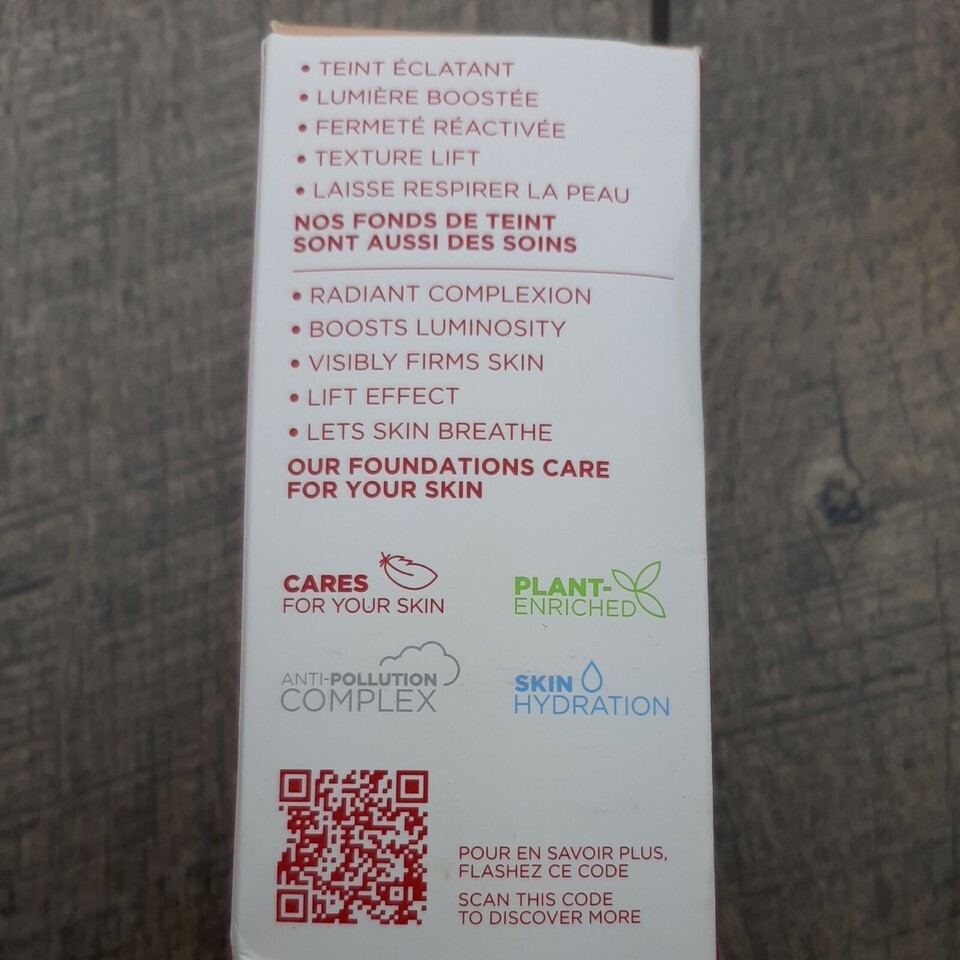 • TEINT ÉCLATANT
• LUMIÈRE BOOSTÉE
• FERMETÉ RÉACTIVÉE
• TEXTURE LIFT
• LAISSE RESPIRER LA PEAU
NOS FONDS DE TEINT
SONT AUSSI DES SOINS
• RADIANT COMPLEXION
• BOOSTS LUMINOSITY
• VISIBLY FIRMS SKIN
• LIFT EFFECT
• LETS SKIN BREATHE
OUR FOUNDATIONS CARE
FOR YOUR SKIN
CARES
FOR YOUR SKIN
PLANT-
ENRICHED
ANTI-POLLUTION
COMPLEX
SKIN
HYDRATION
POUR EN SAVOIR PLUS,
FLASHEZ CE CODE
SCAN THIS CODE
TO DISCOVER MORE